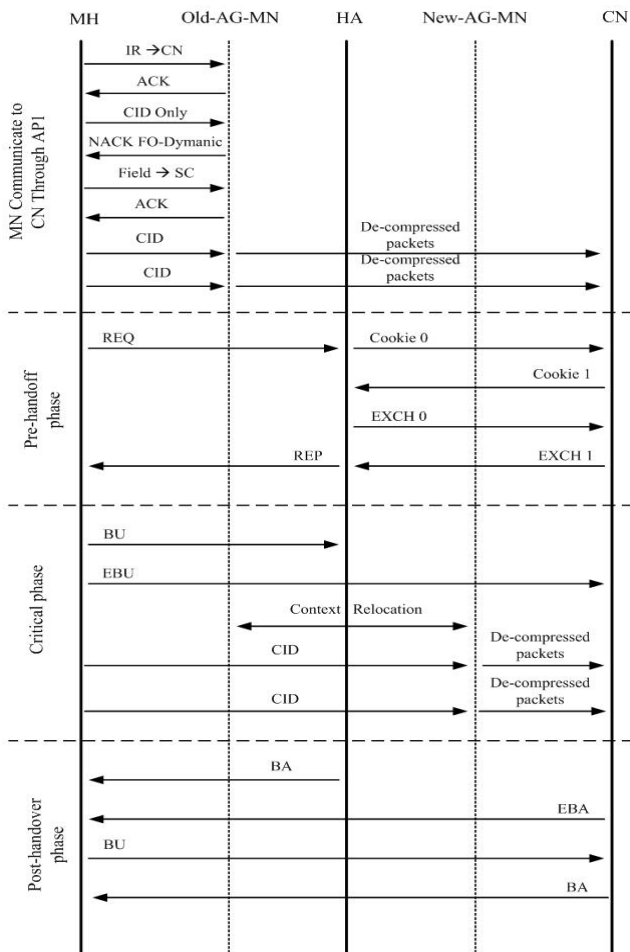 MH Old-AG-MN HA New-AG-MN CN
MN Communicate to
CN Through AP1
IR →CN
ACK
CID Only
NACK FO-Dymanic
Field → SC
ACK
CID
De-compressed
packets
CID
De-compressed
packets
Pre-handoff
phase
REQ
Cookie 0
Cookie 1
EXCH 0
REP
EXCH 1
Critical phase
BU
EBU
Context Relocation
CID
De-compressed
packets
CID
De-compressed
packets
Post-handover
phase
BA
EBA
BU
BA